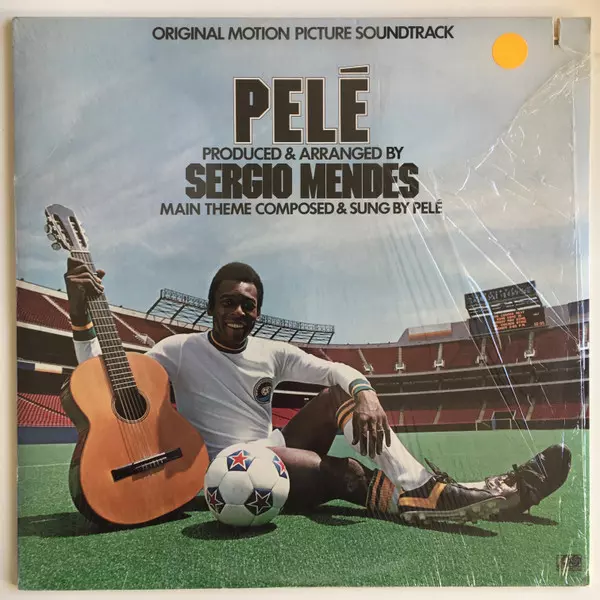 ORIGINAL MOTION PICTURE SOUNDTRACK
PELÉ
PRODUCED & ARRANGED BY
SERGIO MENDES
MAIN THEME COMPOSED & SUNG BY PELÉ